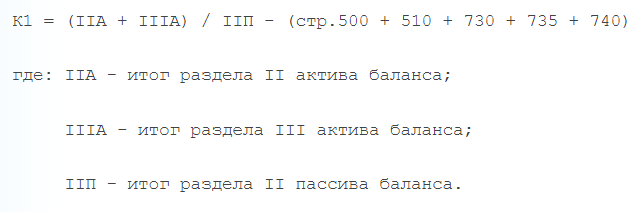 К1 = (IIА + IIIА) / IIП - (стр.500 + 510 + 730 + 735 + 740)
где: IIА - итог раздела II актива баланса;
IIIА - итог раздела III актива баланса;
IIП - итог раздела II пассива баланса.